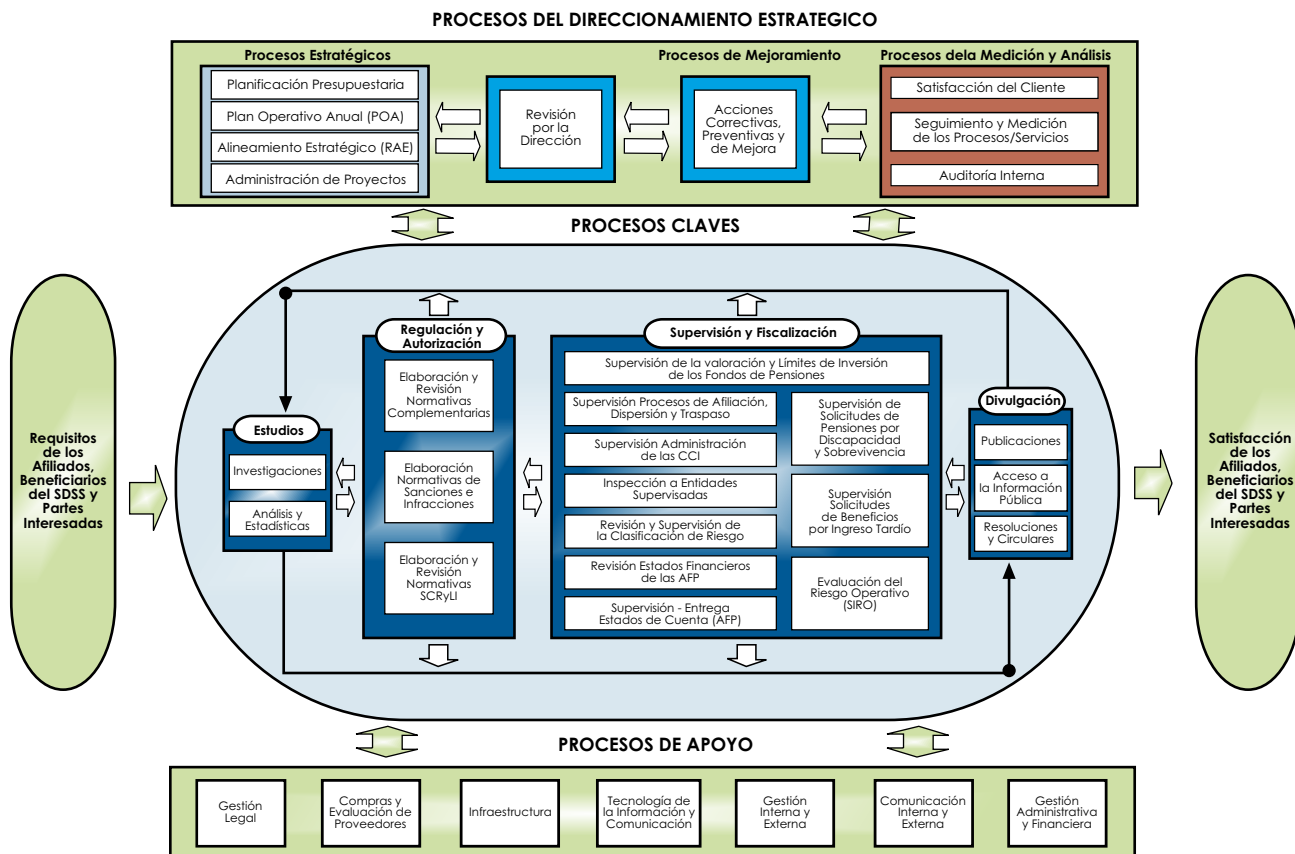 PROCESOS DEL DIRECCIONAMIENTO ESTRATEGICO
Procesos Estratégicos
Planificación Presupuestaria
Plan Operativo Anual (POA)
Alineamiento Estratégico (RAE)
Administración de Proyectos
Revisión
por la
Dirección
Procesos de Mejoramiento
Acciones
Correctivas,
Preventivas y
de Mejora
Procesos dela Medición y Análisis
Satisfacción del Cliente
Seguimiento y Medición
de los Procesos/Servicios
Auditoría Interna
PROCESOS CLAVES
Requisitos
de los
Afiliados,
Beneficiarios
del SDSS y
Partes
Interesadas
Estudios
Investigaciones
Análisis y
Estadísticas
Regulación y
Autorización
Elaboración y
Revisión
Normativas
Complementarias
Elaboración
Normativas de
Sanciones e
Infracciones
Elaboración y
Revisión
Normativas
SCRyLI
Supervisión y Fiscalización
Supervisión de la valoración y Límites de Inversión
de los Fondos de Pensiones
Supervisión Procesos de Afiliación,
Dispersión y Traspaso
Supervisión Administración
de las CCI
Inspección a Entidades
Supervisadas
Revisión y Supervisión de
la Clasificación de Riesgo
Revisión Estados Financieros
de las AFP
Supervisión - Entrega
Estados de Cuenta (AFP)
Supervisión de
Solicitudes de
Pensiones por
Discapacidad
y Sobrevivencia
Supervisión
Solicitudes
de Beneficios
por Ingreso Tardío
Evaluación del
Riesgo Operativo
(SIRO)
Divulgación
Publicaciones
Acceso a
la Información
Pública
Resoluciones
y Circulares
Satisfacción
de los
Afiliados,
Beneficiarios
del SDSS y
Partes
Interesadas
PROCESOS DE APOYO
Gestión
Legal
Compras y
Evaluación de
Proveedores
Infraestructura
Tecnología de
la Información y
Comunicación
Gestión
Interna y
Externa
Comunicación
Interna y
Externa
Gestión
Administrativa
y Financiera